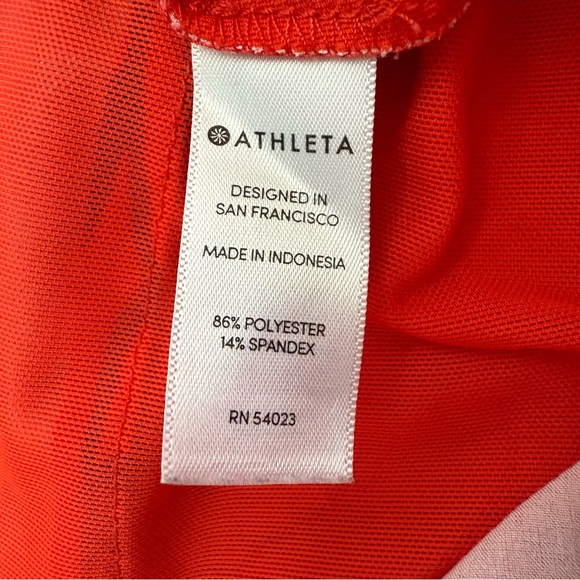 ATHLETA
DESIGNED IN
SAN FRANCISCO
MADE IN INDONESIA
86% POLYESTER
14% SPANDEX
RN 54023